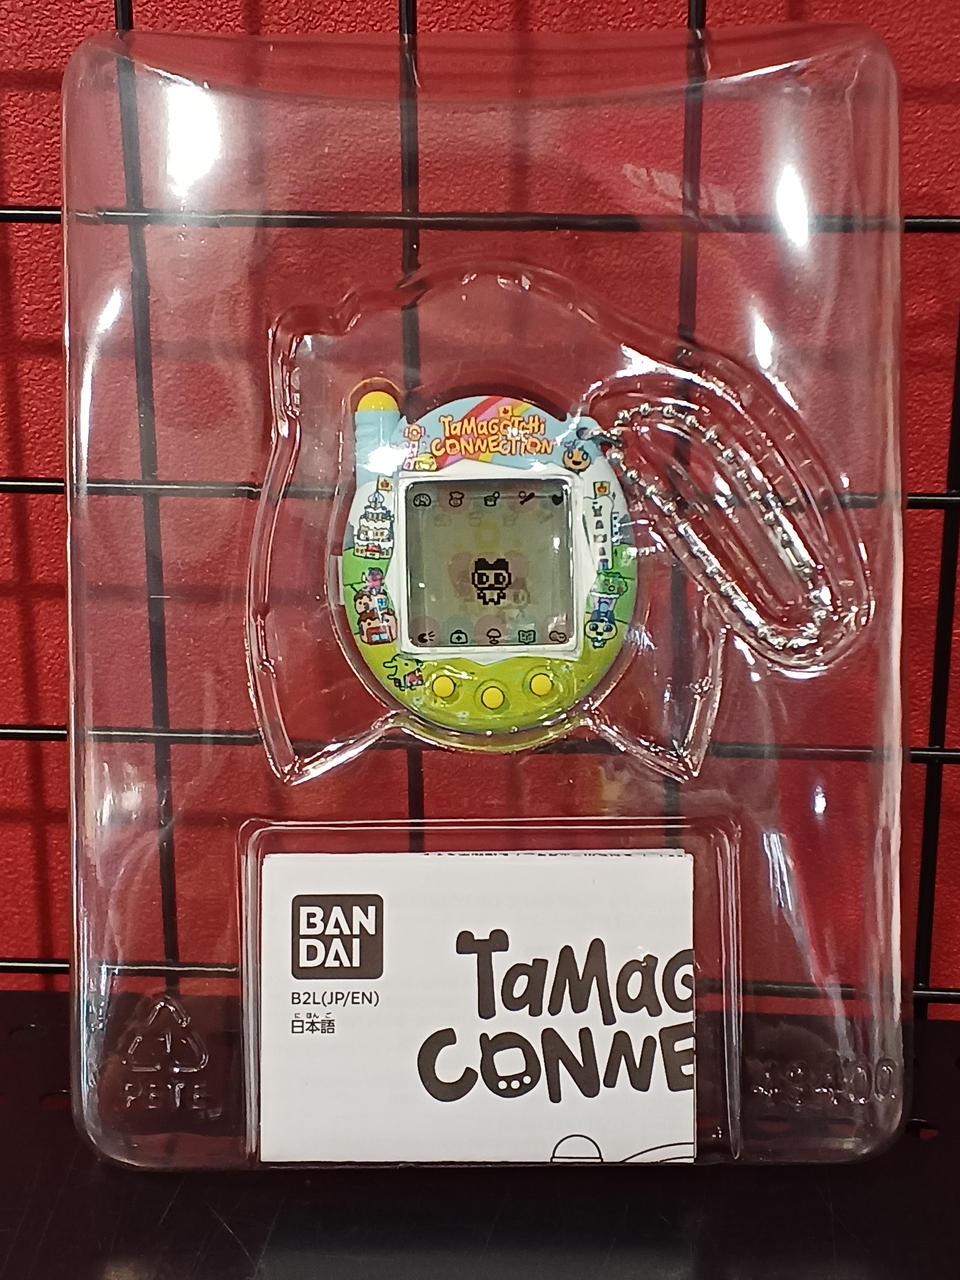 TaMaGoTCHi
CONNECTION
BAN
DAI
B2L(JP/EN)
に ほん ご
日本語
TaMaG
CONNE
PETE